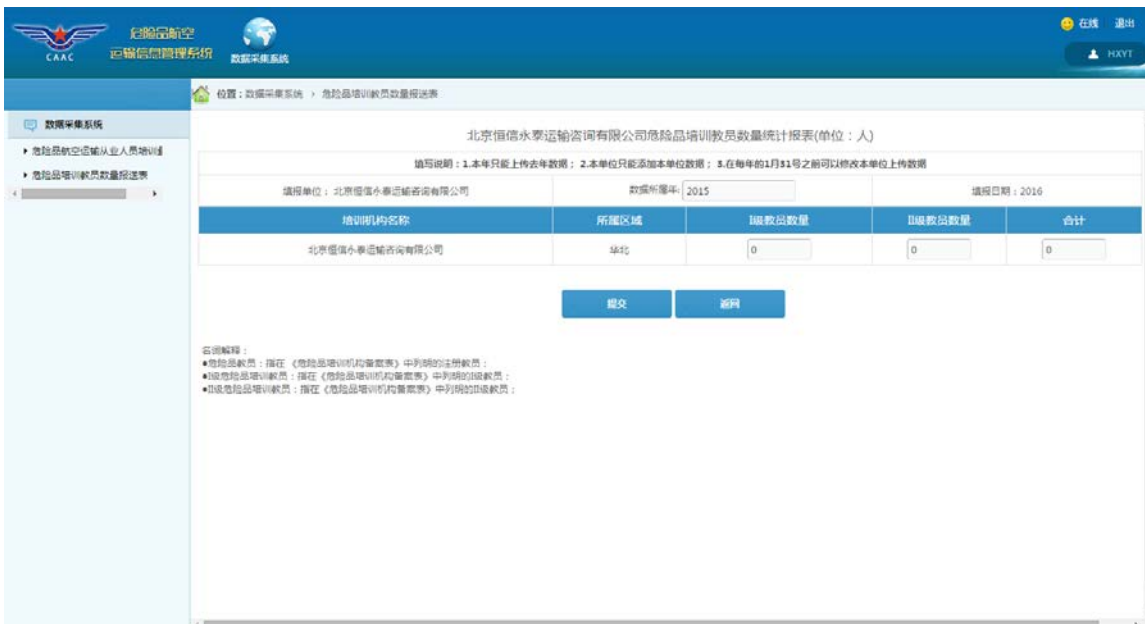 危险品航空
运输信息管理系统
CAAC
数据采集系统
在线 退出
HXYT
位置：数据采集系统 › 危险品培训教员数量报送表
数据采集系统
危险品航空运输从业人员培训
危险品培训教员数量报送表
北京恒信永泰运输咨询有限公司危险品培训教员数量统计报表(单位：人)
填写说明：1.本年只能上传去年数据； 2.本单位只能添加本单位数据； 3.在每年的1月31号之前可以修改本单位上传数据
填报单位： 北京恒信永泰运输咨询有限公司 数据所属年: 2015 填报日期：2016
培训机构名称 所属区域 I级教员数量 II级教员数量 合计
北京恒信永泰运输咨询有限公司 华北 0 0 0
提交 返回
名词解释：
●危险品教员：指在《危险品培训机构备案表》中列明的注册教员；
●I级危险品培训教员：指在《危险品培训机构备案表》中列明的I级教员；
●II级危险品培训教员：指在《危险品培训机构备案表》中列明的II级教员；